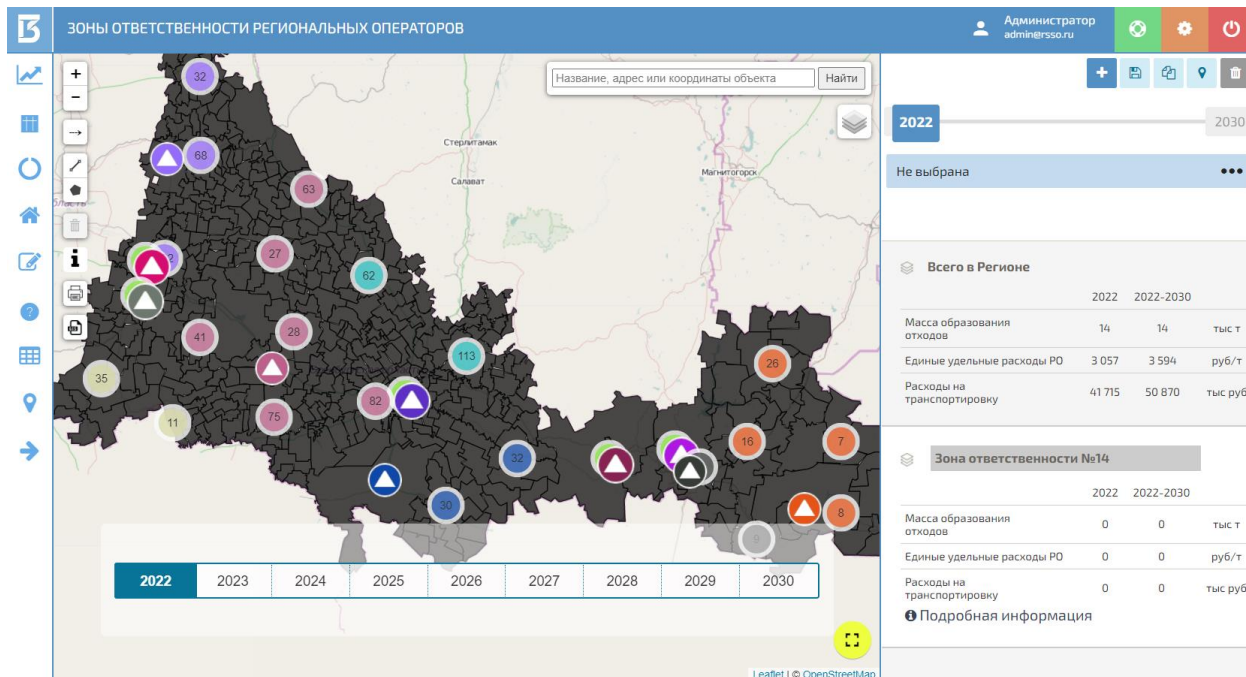 Б
ЗОНЫ ОТВЕТСТВЕННОСТИ РЕГИОНАЛЬНЫХ ОПЕРАТОРОВ
Администратор
admin@rsso.ru
+
−
Название, адрес или координаты объекта
Найти
Стерлитамак
Салават
Магнитогорск
32
68
63
27
62
41
28
113
35
82
75
11
32
30
26
16
7
8
9
2022 2023 2024 2025 2026 2027 2028 2029 2030
Leaflet | © OpenStreetMap
2022
2030
Не выбрана
Всего в Регионе
2022 2022-2030
Масса образования
отходов 14 14 тыс т
Единые удельные расходы РО 3 057 3 594 руб/т
Расходы на
транспортировку 41 715 50 870 тыс руб
Зона ответственности №14
2022 2022-2030
Масса образования
отходов 0 0 тыс т
Единые удельные расходы РО 0 0 руб/т
Расходы на
транспортировку 0 0 тыс руб
Подробная информация